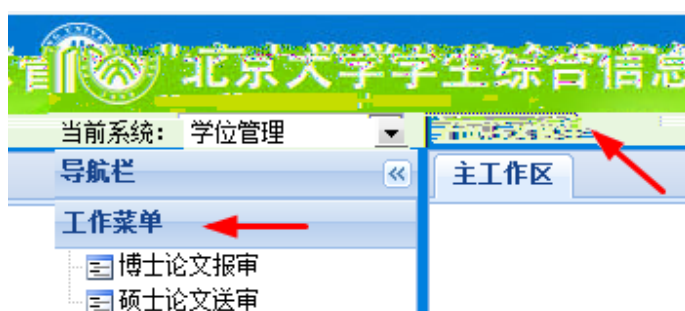 北京大学学生综合信息
当前系统： 学位管理
导航栏
主工作区
工作菜单
博士论文报审
硕士论文送审